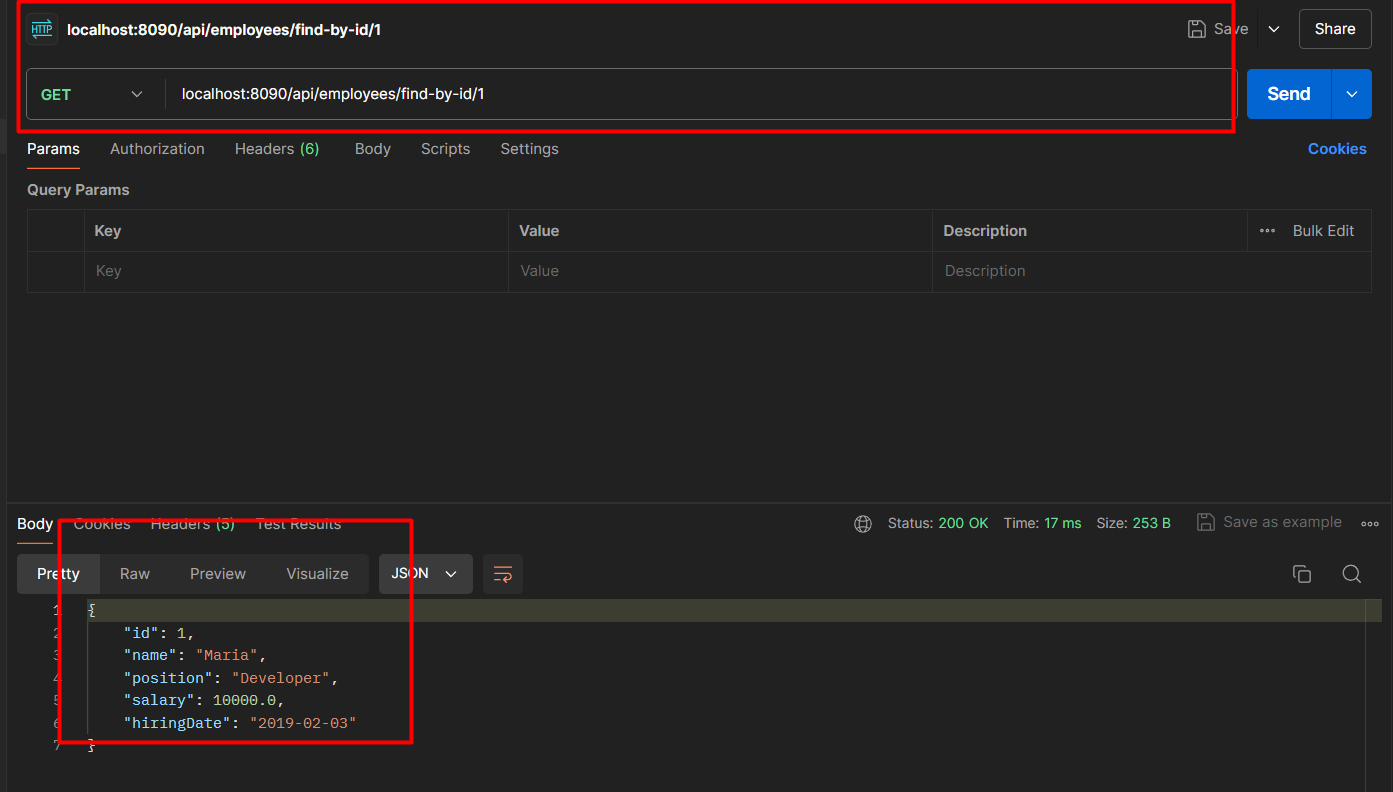 HTTP localhost:8090/api/employees/find-by-id/1 Save Share
GET localhost:8090/api/employees/find-by-id/1 Send
Params Authorization Headers (6) Body Scripts Settings Cookies
Query Params
Key Value Description Bulk Edit
Key Value Description
Body Cookies Headers (5) Test Results Status: 200 OK Time: 17 ms Size: 253 B Save as example
Pretty Raw Preview Visualize JSON
1 {
2 "id": 1,
3 "name": "Maria",
4 "position": "Developer",
5 "salary": 10000.0,
6 "hiringDate": "2019-02-03"
7 }